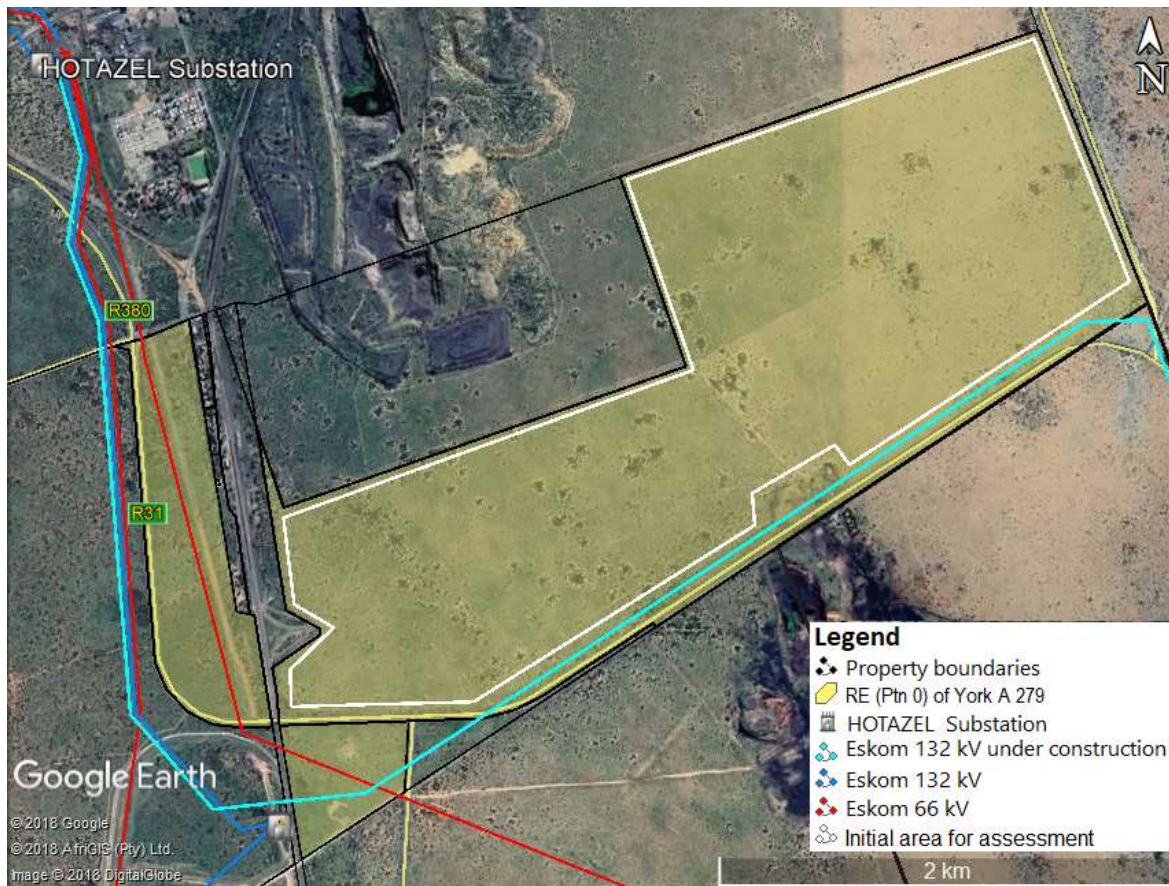 HOTAZEL Substation
N
R380
R31
Legend
Property boundaries
RE (Ptn 0) of York A 279
HOTAZEL Substation
Eskom 132 kV under construction
Eskom 132 kV
Eskom 66 kV
Initial area for assessment
Google Earth
© 2018 Google
© 2018 AfriGIS (Pty) Ltd.
Image © 2018 DigitalGlobe
2 km